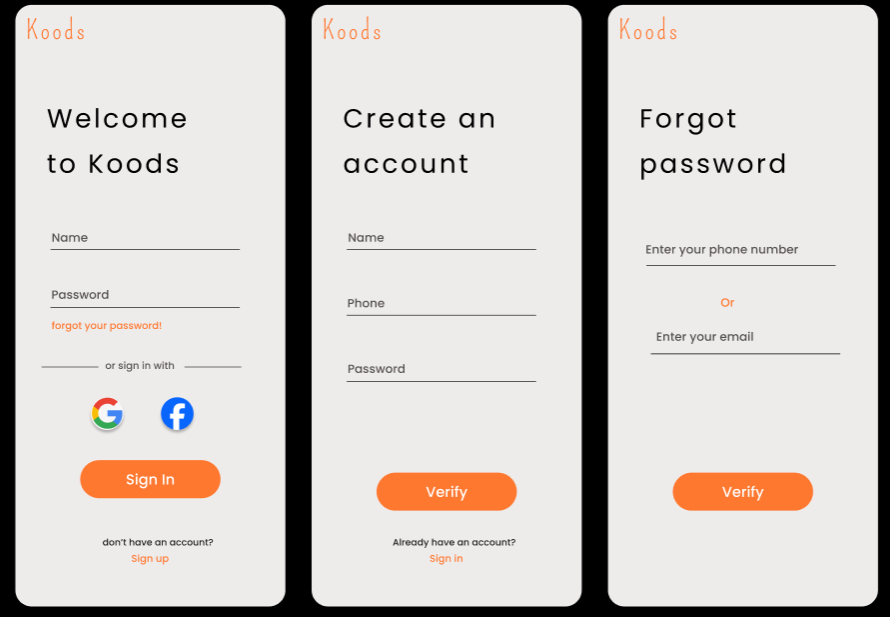 Koods
Welcome
to Koods
Name
Password
forgot your password!
or sign in with
Sign In
don't have an account?
Sign up
Koods
Create an
account
Name
Phone
Password
Verify
Already have an account?
Sign in
Koods
Forgot
password
Enter your phone number
Or
Enter your email
Verify